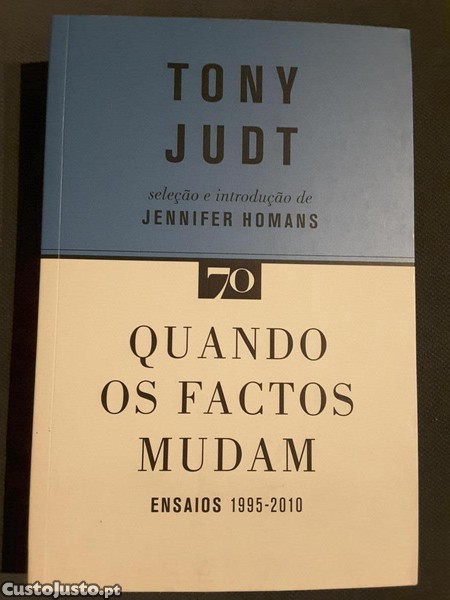 TONY
JUDT
seleção e introdução de
JENNIFER HOMANS
70
QUANDO
OS FACTOS
MUDAM
ENSAIOS 1995-2010
CustoJusto.pt